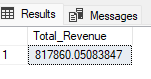 Results Messages
Total_Revenue
1 817860.05083847